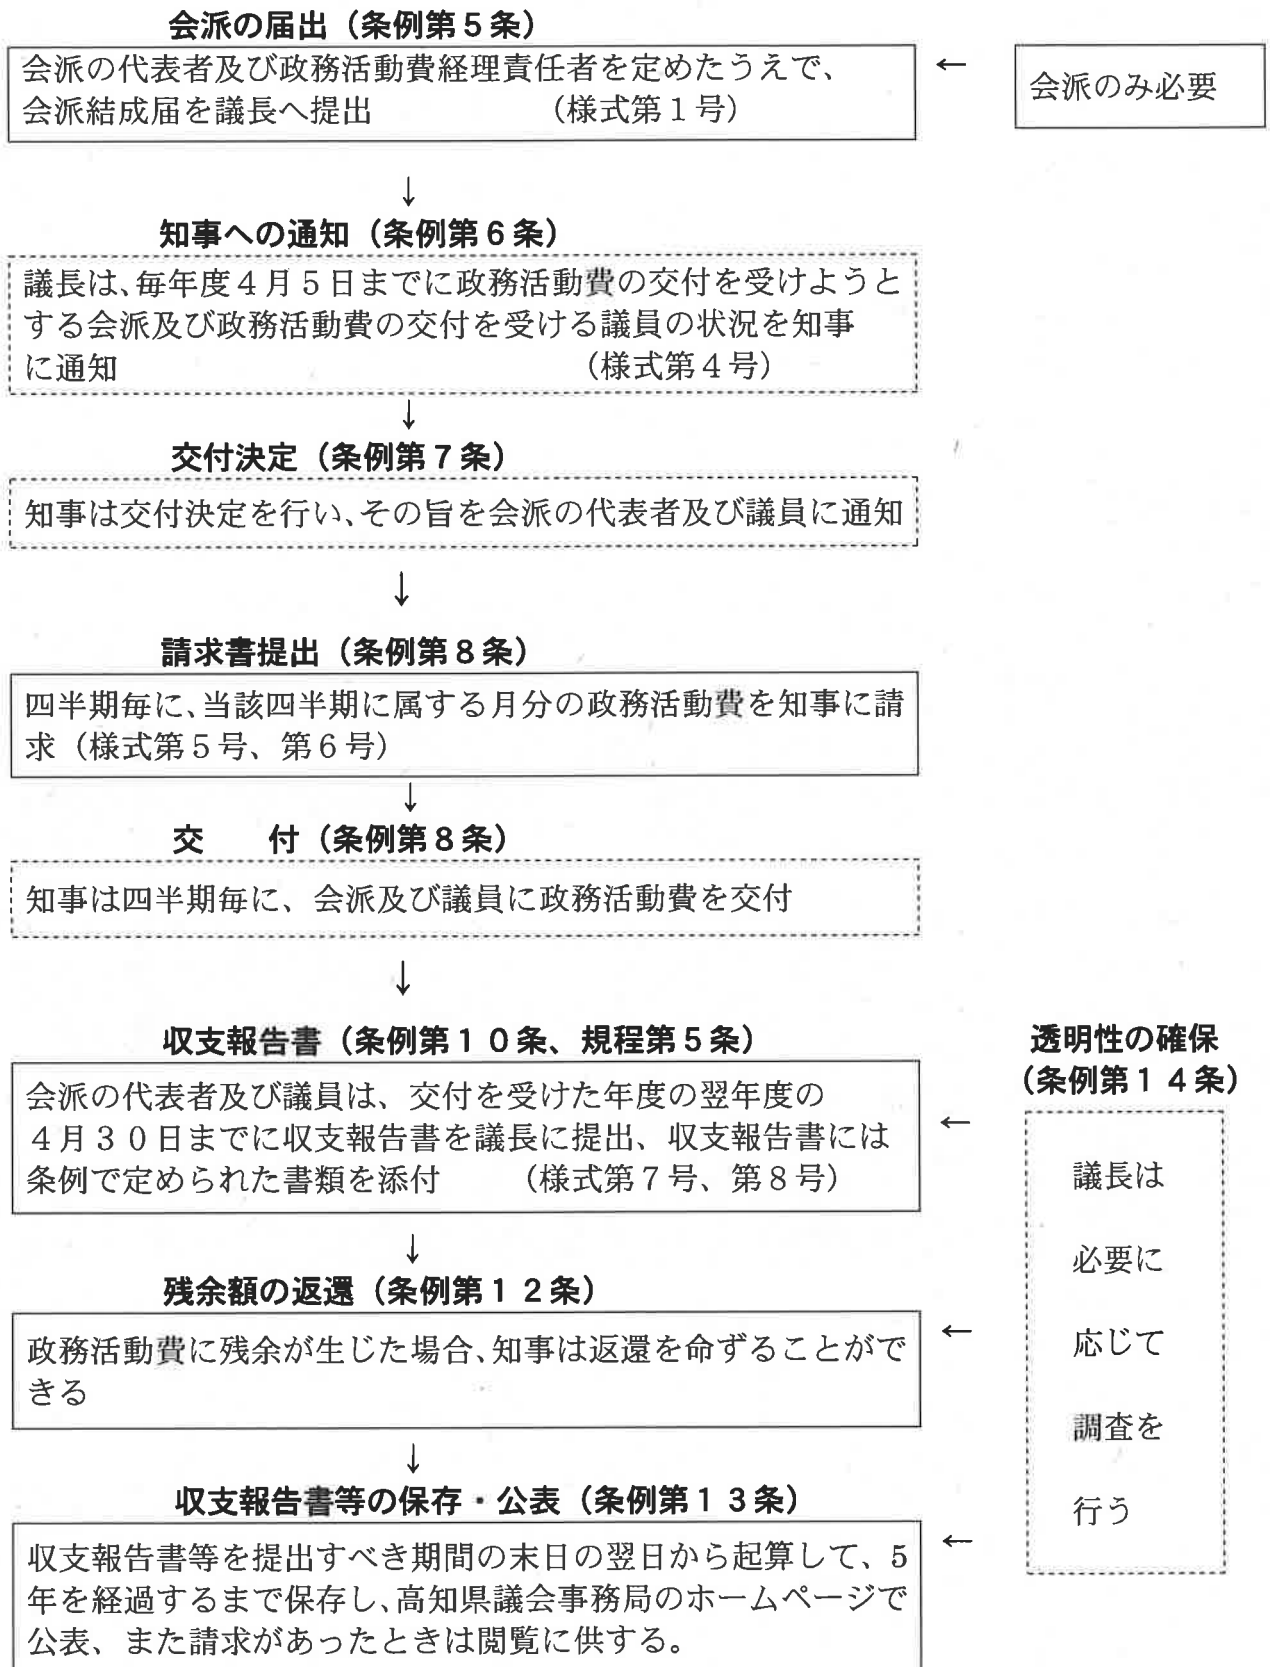 会派の届出（条例第５条）
会派の代表者及び政務活動費経理責任者を定めたうえで、
会派結成届を議長へ提出　　　　　　（様式第１号）
←
会派のみ必要
↓
知事への通知（条例第６条）
議長は、毎年度４月５日までに政務活動費の交付を受けようと
する会派及び政務活動費の交付を受ける議員の状況を知事
に通知　　　　　　　　　　　　　　　（様式第４号）
↓
交付決定（条例第７条）
知事は交付決定を行い、その旨を会派の代表者及び議員に通知
↓
請求書提出（条例第８条）
四半期毎に、当該四半期に属する月分の政務活動費を知事に請
求（様式第５号、第６号）
↓
交　　付（条例第８条）
知事は四半期毎に、会派及び議員に政務活動費を交付
↓
収支報告書（条例第１０条、規程第５条）
会派の代表者及び議員は、交付を受けた年度の翌年度の
４月３０日までに収支報告書を議長に提出、収支報告書には
条例で定められた書類を添付　　　（様式第７号、第８号）
←
↓
残余額の返還（条例第１２条）
政務活動費に残余が生じた場合、知事は返還を命ずることがで
きる
←
↓
収支報告書等の保存・公表（条例第１３条）
収支報告書等を提出すべき期間の末日の翌日から起算して、５
年を経過するまで保存し、高知県議会事務局のホームページで
公表、また請求があったときは閲覧に供する。
←
透明性の確保
（条例第１４条）
議長は
必要に
応じて
調査を
行う